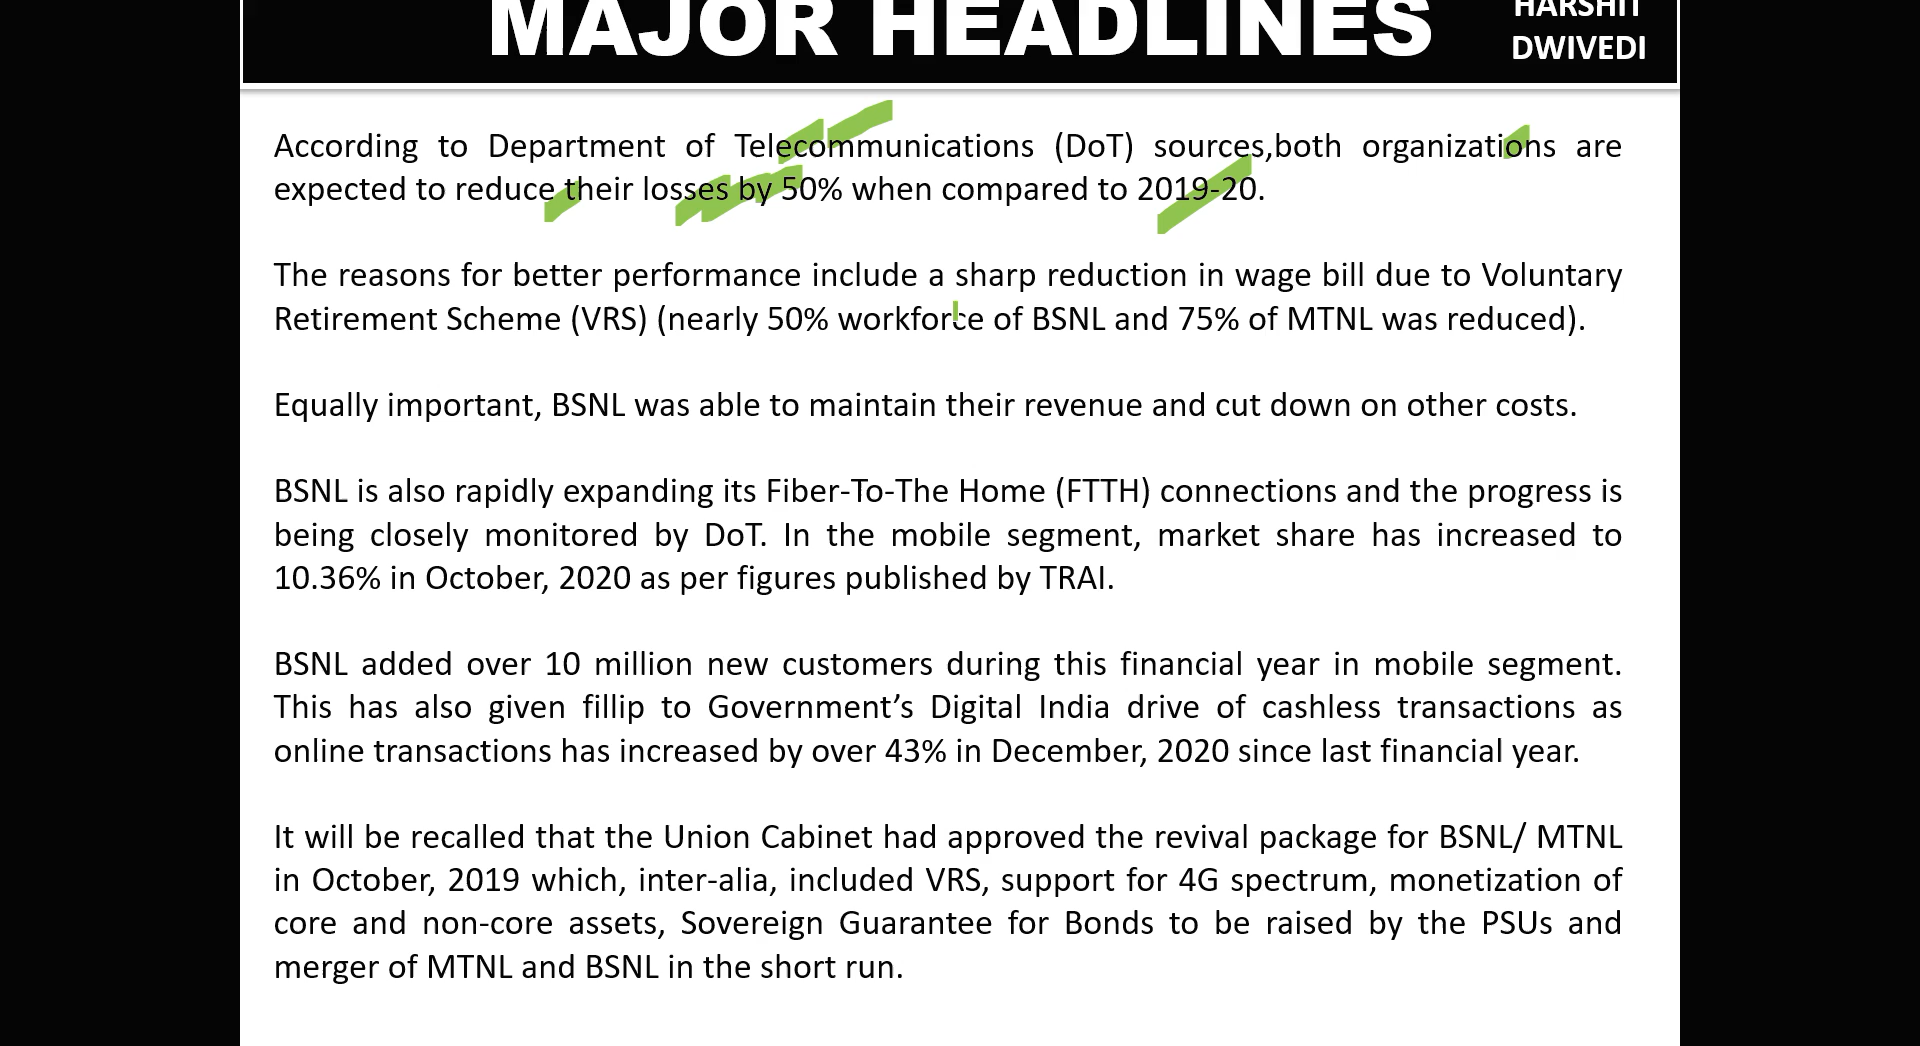 MAJOR HEADLINES
HARSHIT
DWIVEDI
According to Department of Telecommunications (DoT) sources,both organizations are
expected to reduce their losses by 50% when compared to 2019-20.
The reasons for better performance include a sharp reduction in wage bill due to Voluntary
Retirement Scheme (VRS) (nearly 50% workforce of BSNL and 75% of MTNL was reduced).
Equally important, BSNL was able to maintain their revenue and cut down on other costs.
BSNL is also rapidly expanding its Fiber-To-The Home (FTTH) connections and the progress is
being closely monitored by DoT. In the mobile segment, market share has increased to
10.36% in October, 2020 as per figures published by TRAI.
BSNL added over 10 million new customers during this financial year in mobile segment.
This has also given fillip to Government’s Digital India drive of cashless transactions as
online transactions has increased by over 43% in December, 2020 since last financial year.
It will be recalled that the Union Cabinet had approved the revival package for BSNL/ MTNL
in October, 2019 which, inter-alia, included VRS, support for 4G spectrum, monetization of
core and non-core assets, Sovereign Guarantee for Bonds to be raised by the PSUs and
merger of MTNL and BSNL in the short run.